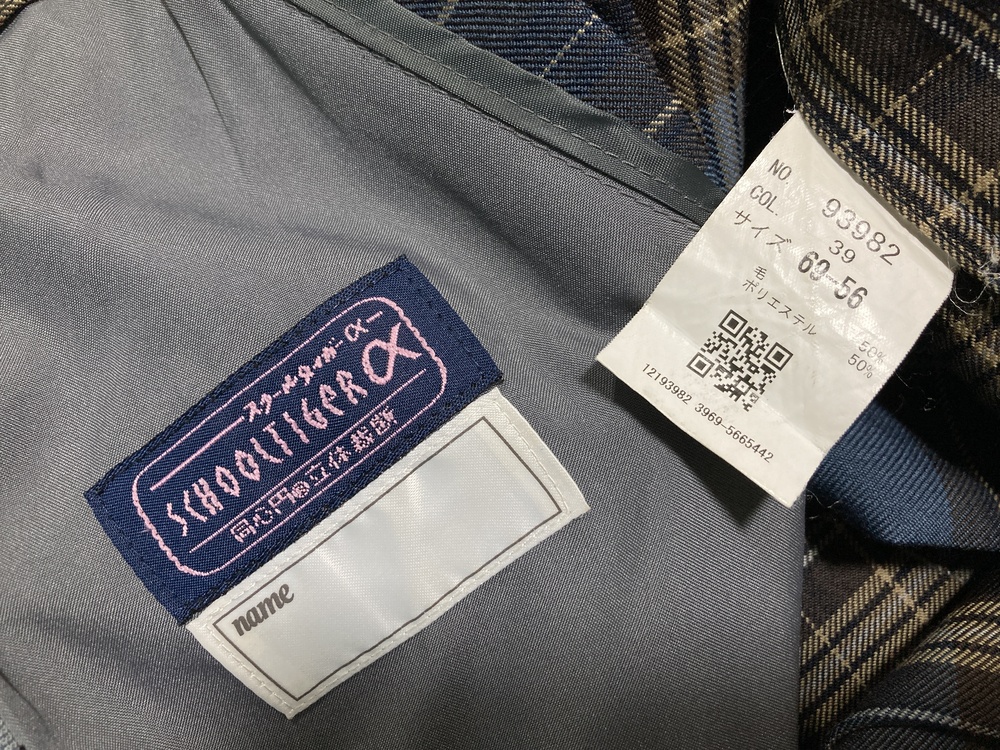 スクールタイガーα
SCHOOLTIGER α
同心円の立体裁断
name
NO. 93982
COL. 39
サイズ 69-56
毛 50%
ポリエステル 50%
12193982 3969-5665442